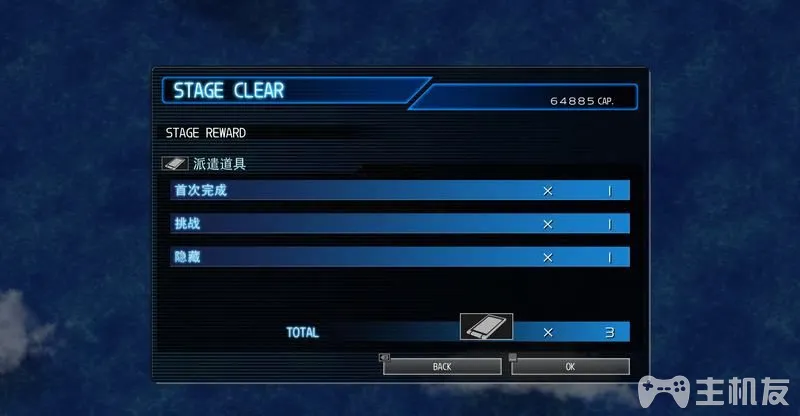 STAGE CLEAR
64885 CAP.
STAGE REWARD
派遣道具
首次完成 × 1
挑战 × 1
隐藏 × 1
TOTAL × 3
BACK OK
主机友